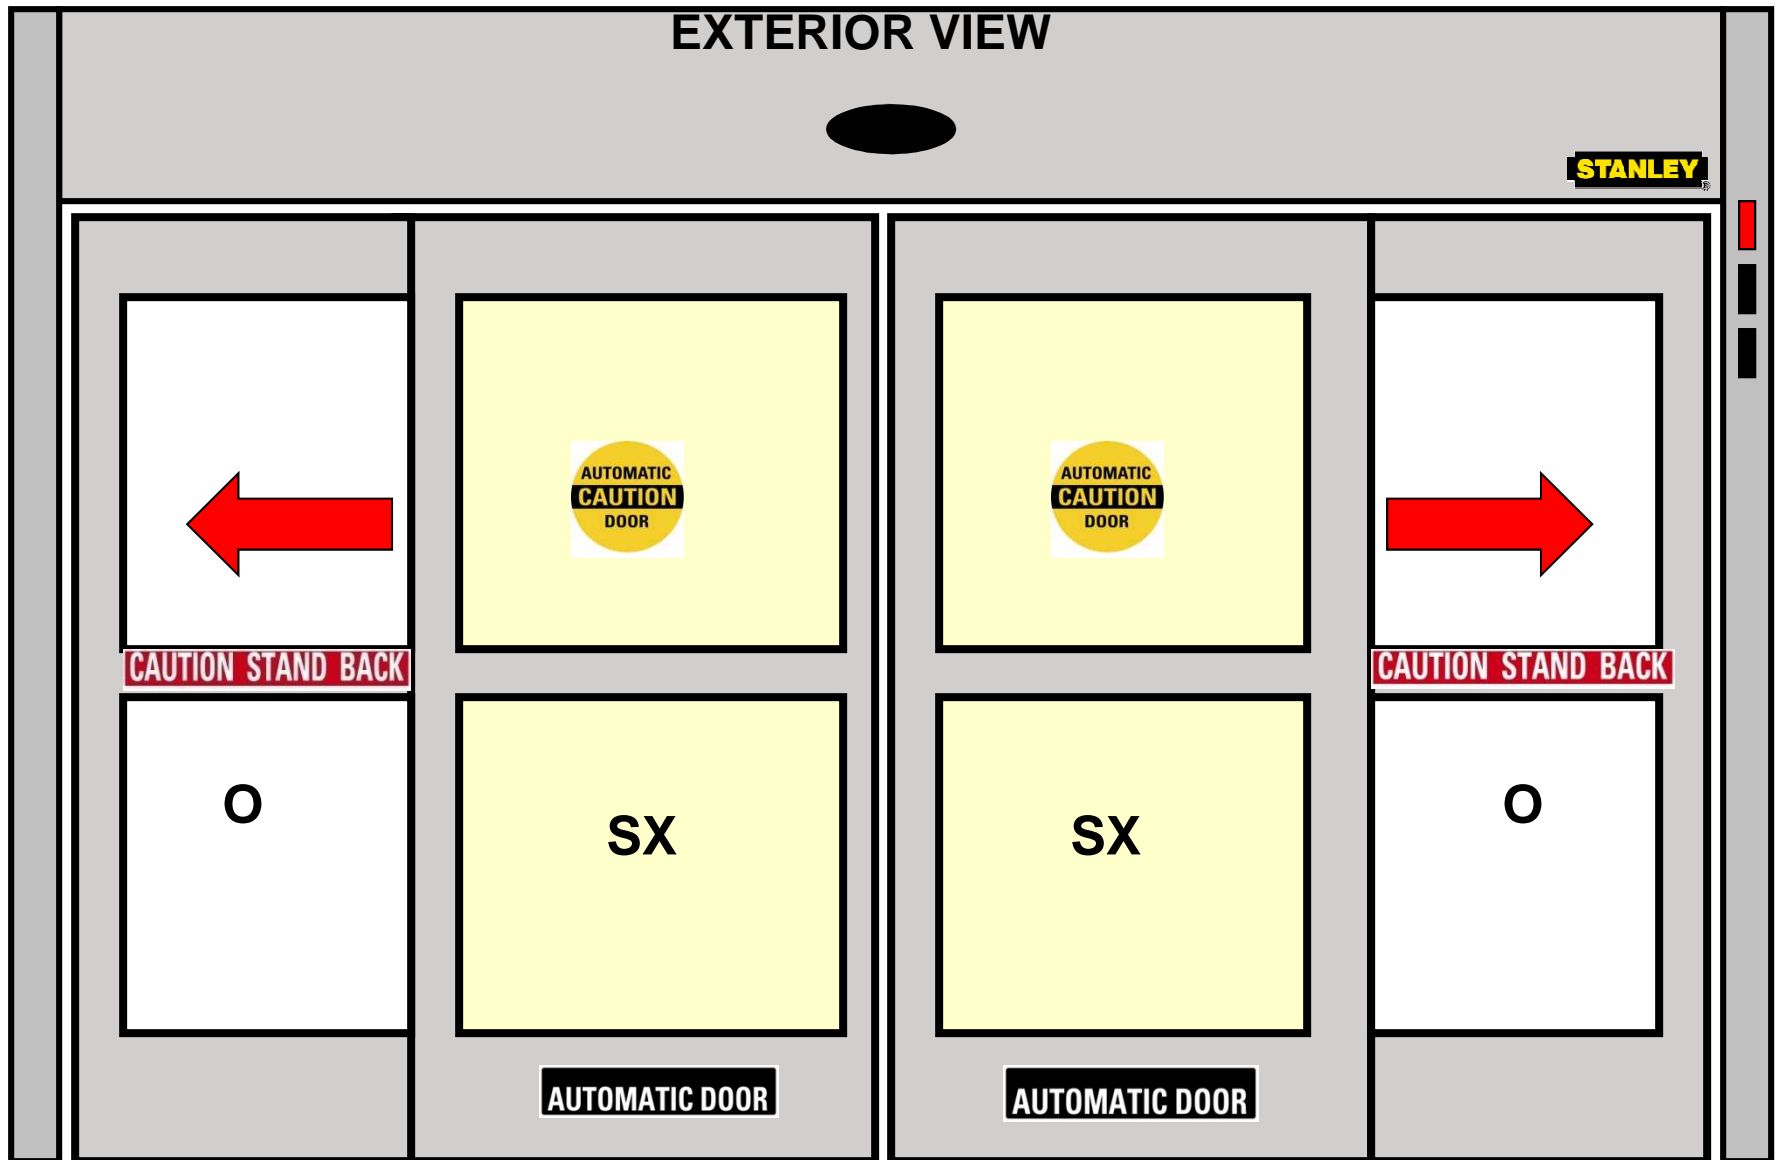 EXTERIOR VIEW
STANLEY
®
AUTOMATIC
CAUTION
DOOR
AUTOMATIC
CAUTION
DOOR
CAUTION STAND BACK
CAUTION STAND BACK
O
SX
SX
O
AUTOMATIC DOOR
AUTOMATIC DOOR